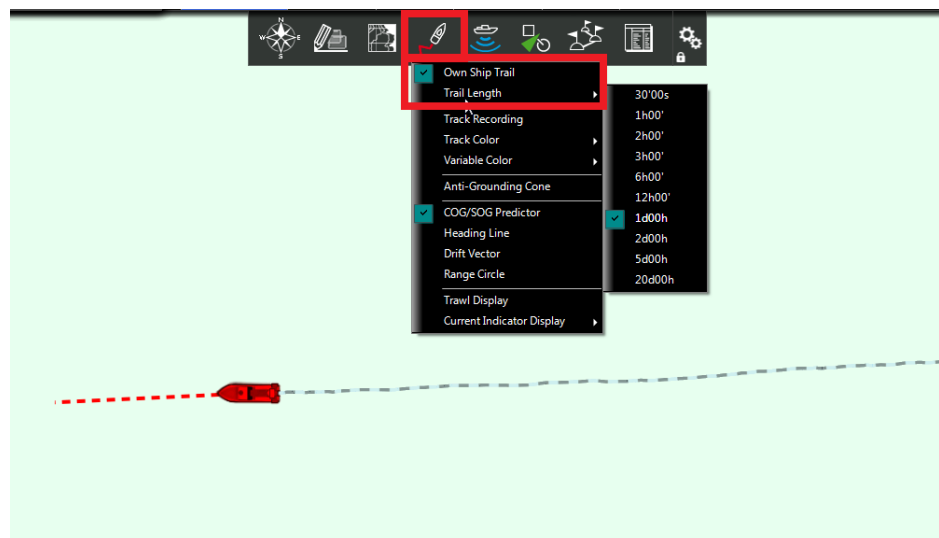 N
W E
S
Own Ship Trail
Trail Length
Track Recording
Track Color
Variable Color
Anti-Grounding Cone
COG/SOG Predictor
Heading Line
Drift Vector
Range Circle
Trawl Display
Current Indicator Display
30'00s
1h00'
2h00'
3h00'
6h00'
12h00'
1d00h
2d00h
5d00h
20d00h